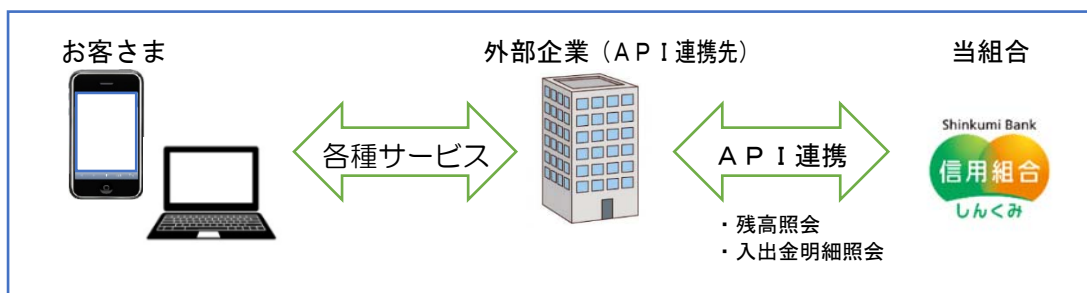 お客さま
外部企業（ＡＰＩ連携先）
当組合
各種サービス
ＡＰＩ連携
・残高照会
・入出金明細照会
Shinkumi Bank
信用組合
しんくみ